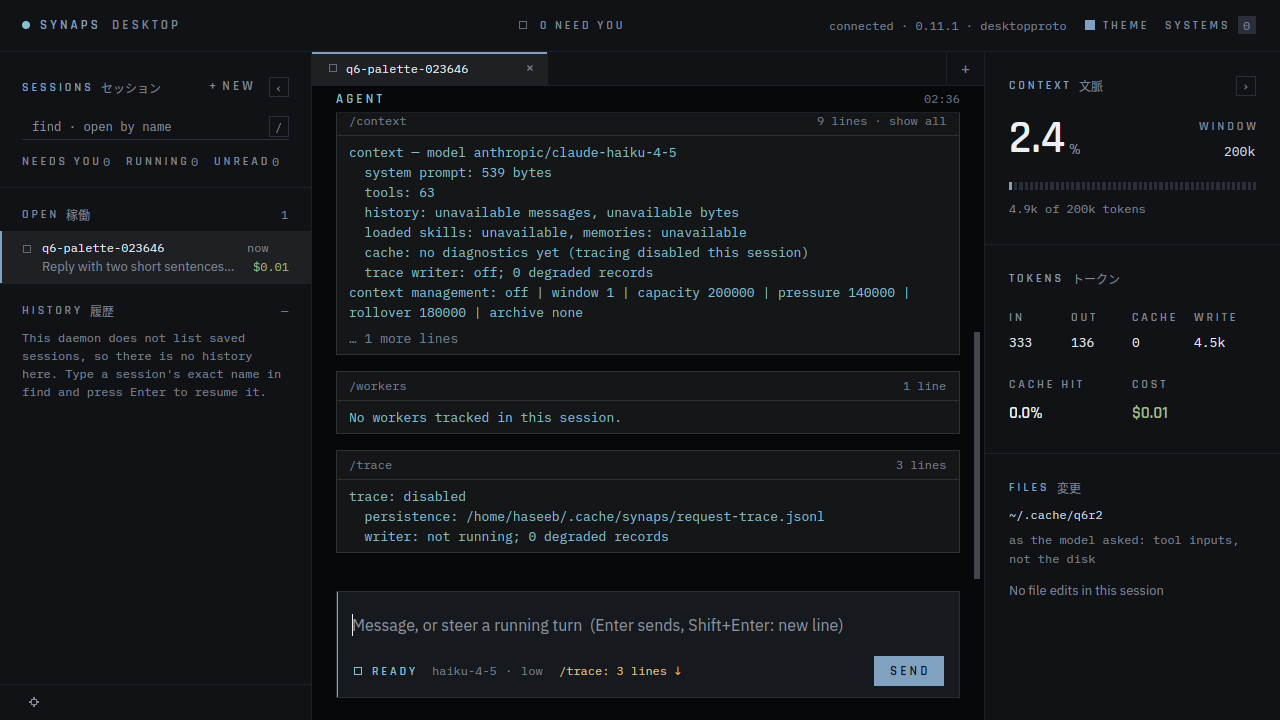 SYNAPS DESKTOP
0 NEED YOU
connected · 0.11.1 · desktopproto
THEME
SYSTEMS 0
SESSIONS セッション
+ NEW
‹
find · open by name
/
NEEDS YOU 0 RUNNING 0 UNREAD 0
OPEN 稼働 1
q6-palette-023646 now
Reply with two short sentences… $0.01
HISTORY 履歴 —
This daemon does not list saved
sessions, so there is no history
here. Type a session's exact name in
find and press Enter to resume it.
q6-palette-023646 ×
+
AGENT 02:36
/context 9 lines · show all
context — model anthropic/claude-haiku-4-5
system prompt: 539 bytes
tools: 63
history: unavailable messages, unavailable bytes
loaded skills: unavailable, memories: unavailable
cache: no diagnostics yet (tracing disabled this session)
trace writer: off; 0 degraded records
context management: off | window 1 | capacity 200000 | pressure 140000 |
rollover 180000 | archive none
… 1 more lines
/workers 1 line
No workers tracked in this session.
/trace 3 lines
trace: disabled
persistence: /home/haseeb/.cache/synaps/request-trace.jsonl
writer: not running; 0 degraded records
Message, or steer a running turn (Enter sends, Shift+Enter: new line)
READY haiku-4-5 · low /trace: 3 lines ↓
SEND
CONTEXT 文脈
›
2.4 %
WINDOW
200k
4.9k of 200k tokens
TOKENS トークン
IN OUT CACHE WRITE
333 136 0 4.5k
CACHE HIT COST
0.0% $0.01
FILES 変更
~/.cache/q6r2
as the model asked: tool inputs,
not the disk
No file edits in this session